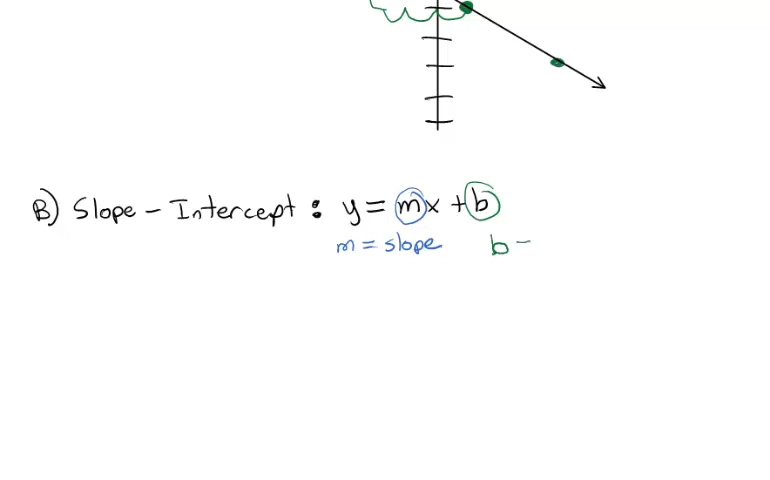 B) Slope - Intercept : y = mx + b
m = slope b -